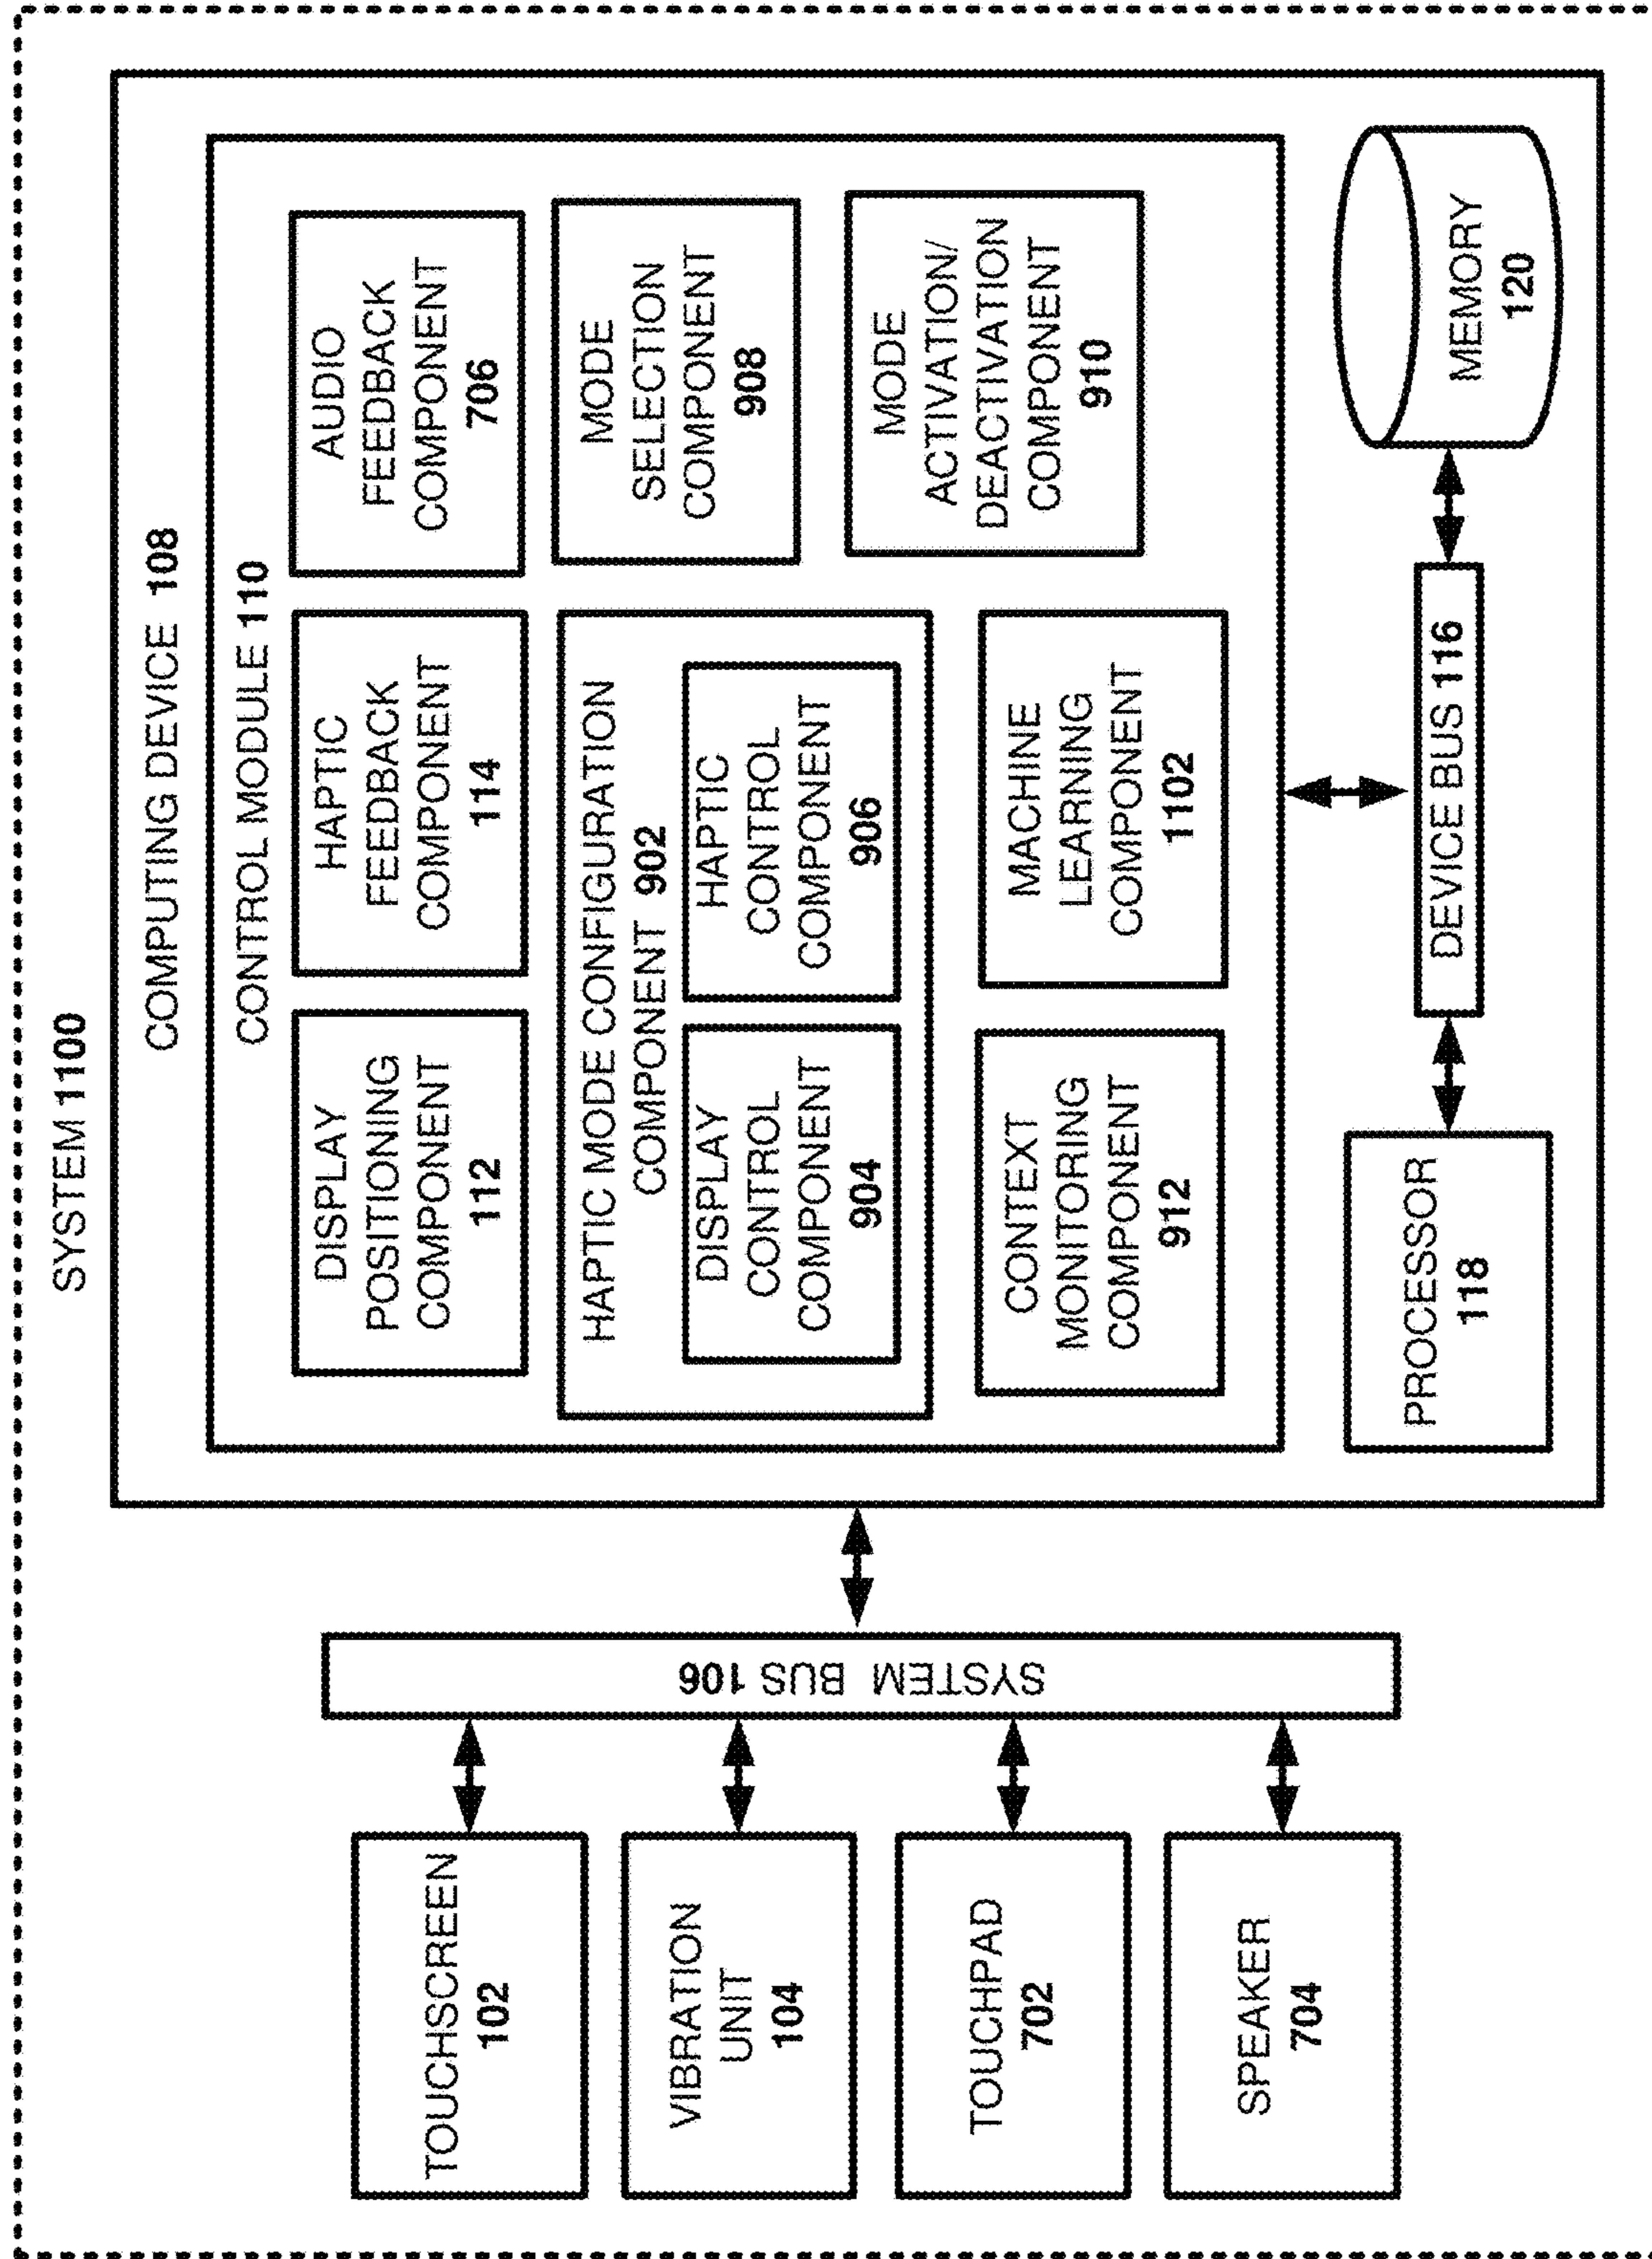 SYSTEM 1100
COMPUTING DEVICE 108
CONTROL MODULE 110
DISPLAY
POSITIONING
COMPONENT
112
HAPTIC
FEEDBACK
COMPONENT
114
AUDIO
FEEDBACK
COMPONENT
706
HAPTIC MODE CONFIGURATION
COMPONENT 902
DISPLAY
CONTROL
COMPONENT
904
HAPTIC
CONTROL
COMPONENT
906
MODE
SELECTION
COMPONENT
908
CONTEXT
MONITORING
COMPONENT
912
MACHINE
LEARNING
COMPONENT
1102
MODE
ACTIVATION/
DEACTIVATION
COMPONENT
910
PROCESSOR
118
DEVICE BUS 116
MEMORY
120
SYSTEM BUS 106
TOUCHSCREEN
102
VIBRATION
UNIT
104
TOUCHPAD
702
SPEAKER
704